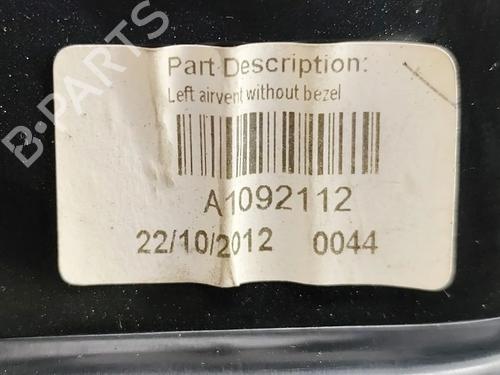 Part Description:
Left airvent without bezel
A1092112
22/10/2012 0044
B-PARTS